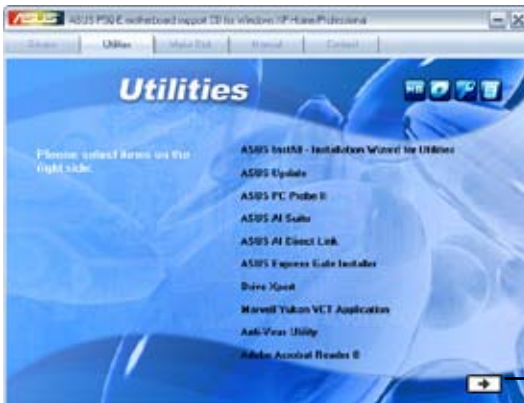 ASUS P5Q-E motherboard support CD for Windows XP Home/Professional
Drivers Utilities Make Disk Manual Contact
Utilities
Please select items on the
right side.
ASUS InstAll - Installation Wizard for Utilities
ASUS Update
ASUS PC Probe II
ASUS AI Suite
ASUS AI Direct Link
ASUS Express Gate Installer
Drive Xpert
Marvell Yukon VCT Application
Anti-Virus Utility
Adobe Acrobat Reader 8